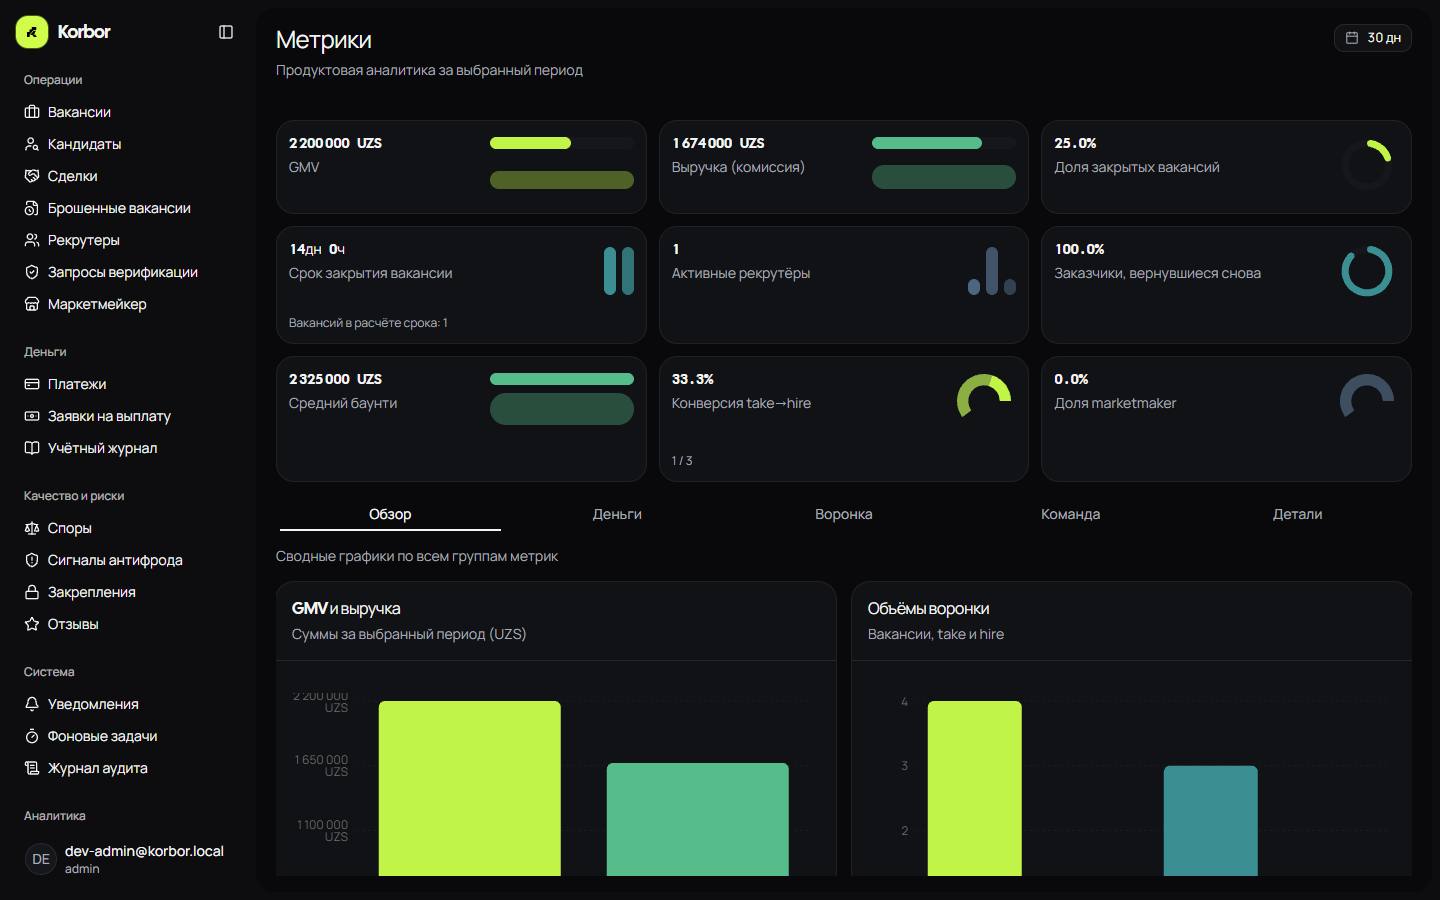 Korbor
Операции
Вакансии
Кандидаты
Сделки
Брошенные вакансии
Рекрутеры
Запросы верификации
Маркетмейкер
Деньги
Платежи
Заявки на выплату
Учётный журнал
Качество и риски
Споры
Сигналы антифрода
Закрепления
Отзывы
Система
Уведомления
Фоновые задачи
Журнал аудита
Аналитика
DE
dev-admin@korbor.local
admin
Метрики
30 дн
Продуктовая аналитика за выбранный период
2 200 000 UZS
GMV
1 674 000 UZS
Выручка (комиссия)
25.0%
Доля закрытых вакансий
14дн 0ч
Срок закрытия вакансии
Вакансий в расчёте срока: 1
1
Активные рекрутёры
100.0%
Заказчики, вернувшиеся снова
2 325 000 UZS
Средний баунти
33.3%
Конверсия take→hire
1 / 3
0.0%
Доля marketmaker
Обзор
Деньги
Воронка
Команда
Детали
Сводные графики по всем группам метрик
GMV и выручка
Суммы за выбранный период (UZS)
2 200 000
UZS
1 650 000
UZS
1 100 000
UZS
Объёмы воронки
Вакансии, take и hire
4
3
2